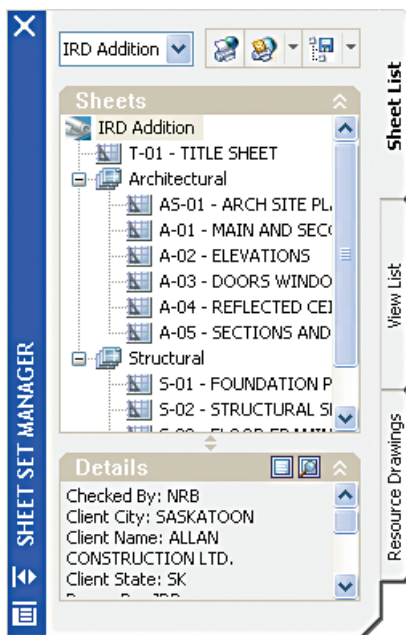 IRD Addition
Sheets
IRD Addition
T-01 - TITLE SHEET
Architectural
AS-01 - ARCH SITE PL
A-01 - MAIN AND SEC
A-02 - ELEVATIONS
A-03 - DOORS WINDO
A-04 - REFLECTED CEI
A-05 - SECTIONS AND
Structural
S-01 - FOUNDATION P
S-02 - STRUCTURAL S
Details
Checked By: NRB
Client City: SASKATOON
Client Name: ALLAN
CONSTRUCTION LTD.
Client State: SK
SHEET SET MANAGER
Sheet List
View List
Resource Drawings